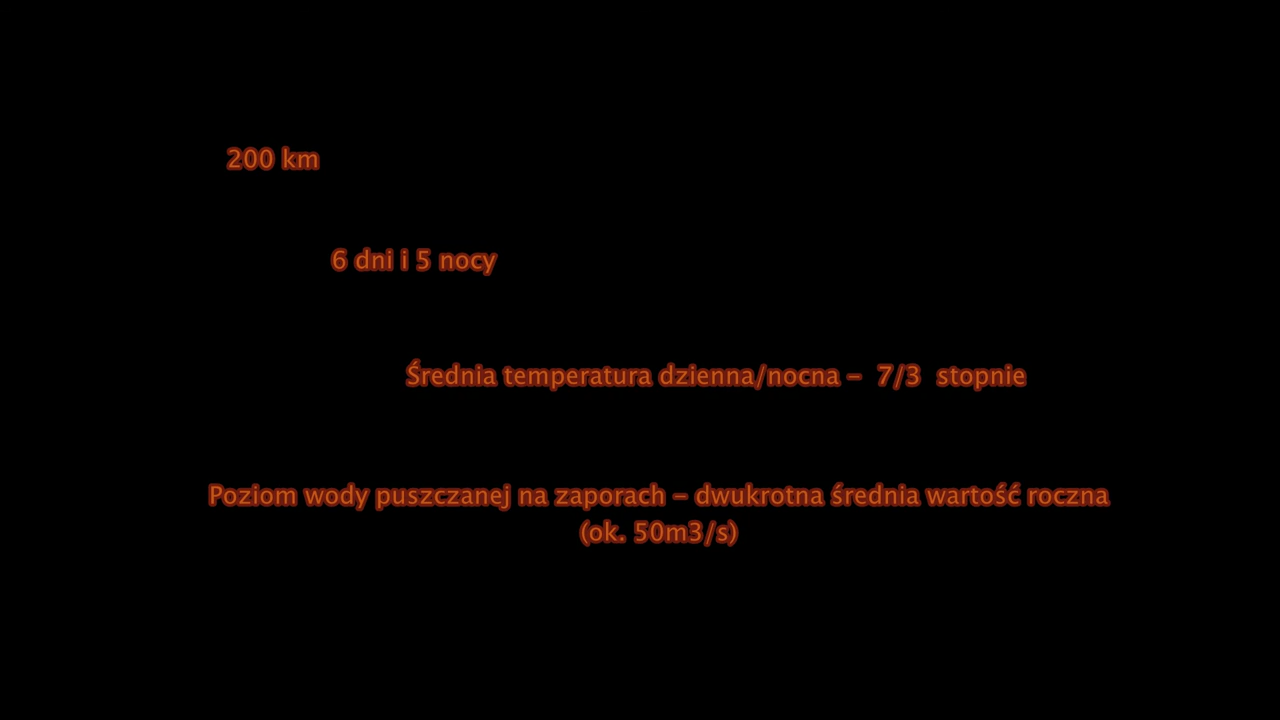 200 km
6 dni i 5 nocy
Średnia temperatura dzienna/nocna – 7/3 stopnie
Poziom wody puszczanej na zaporach – dwukrotna średnia wartość roczna
(ok. 50m3/s)